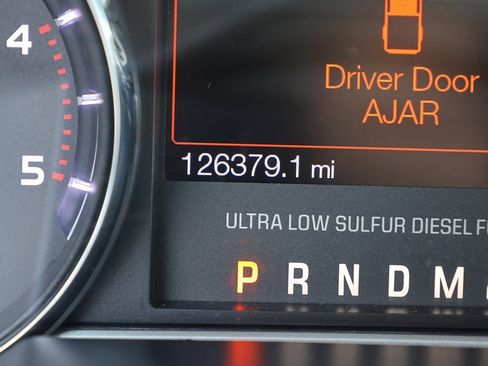 4
Driver Door
AJAR
5
126379.1 mi
ULTRA LOW SULFUR DIESEL
P R N D M